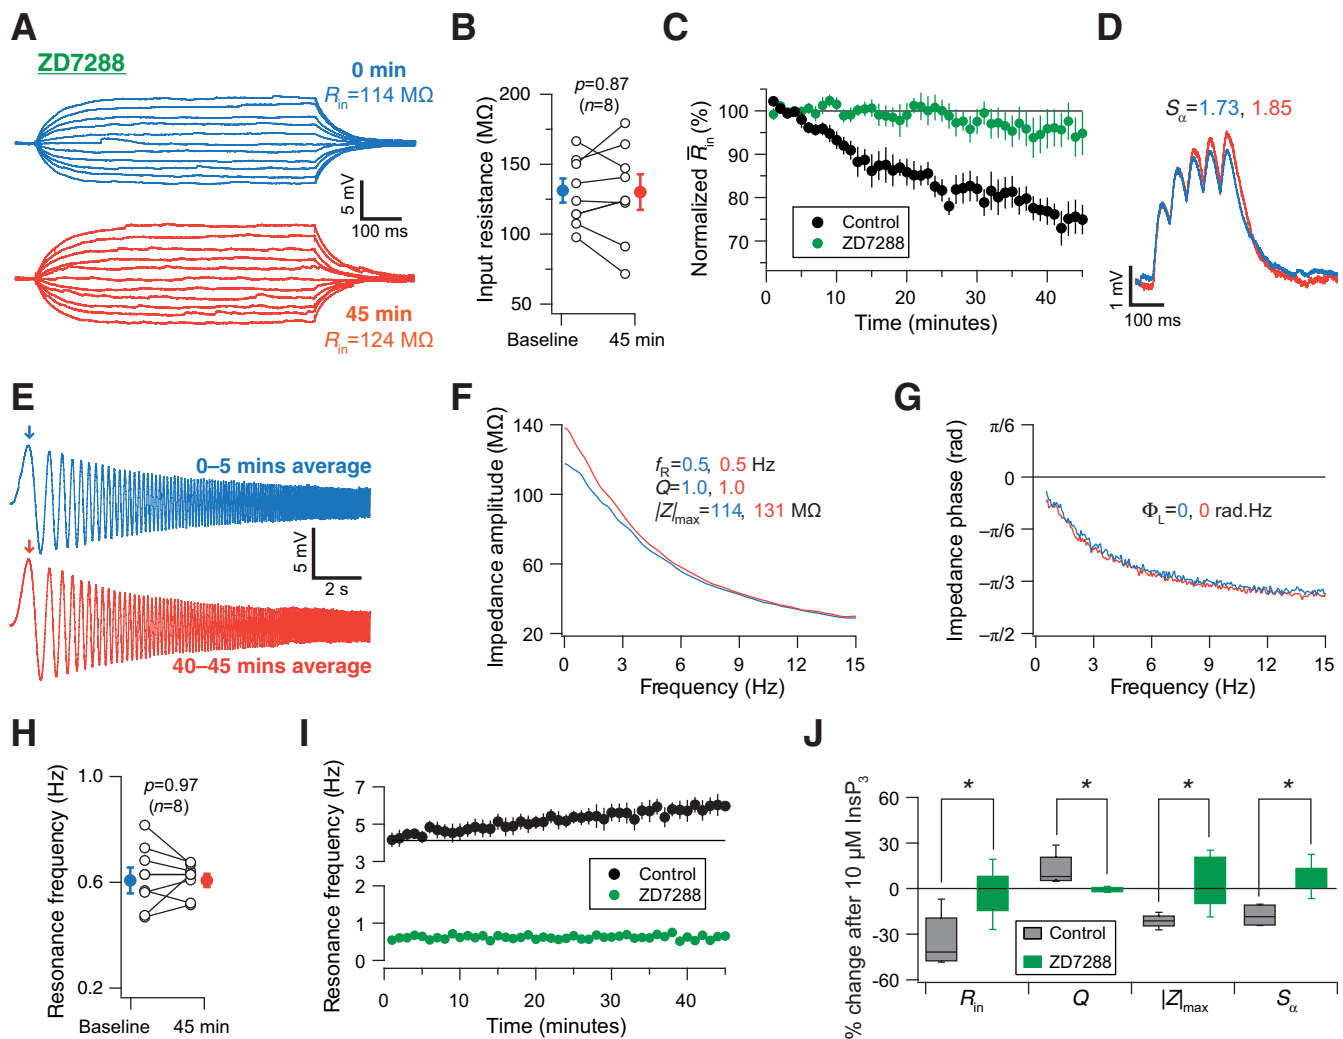 A
ZD7288
0 min
Rin=114 MΩ
5 mV
100 ms
45 min
Rin=124 MΩ
B
p=0.87
(n=8)
Input resistance (MΩ)
200
150
100
50
Baseline
45 min
C
Normalized R̅in (%)
100
90
80
70
Control
ZD7288
0
20
40
Time (minutes)
D
Sα=1.73, 1.85
1 mV
100 ms
E
0–5 mins average
5 mV
2 s
40–45 mins average
F
Impedance amplitude (MΩ)
140
100
60
20
fR=0.5, 0.5 Hz
Q=1.0, 1.0
|Z|max=114, 131 MΩ
0 3 6 9 12 15
Frequency (Hz)
G
Impedance phase (rad)
π/6
0
–π/6
–π/3
–π/2
ΦL=0, 0 rad.Hz
0 3 6 9 12 15
Frequency (Hz)
H
Resonance frequency (Hz)
1.0
0.6
0.2
p=0.97
(n=8)
Baseline
45 min
I
Resonance frequency (Hz)
7
5
3
2
1
0
Control
ZD7288
0 10 20 30 40
Time (minutes)
J
% change after 10 µM InsP3
60
30
0
-30
-60
* * * *
Control
ZD7288
Rin
Q
|Z|max
Sα